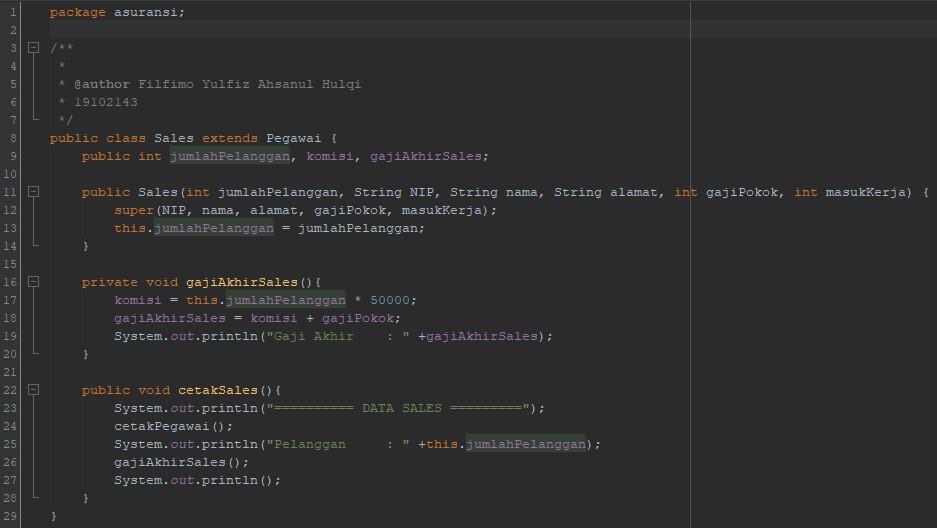 1 package asuransi;
2
3 /**
4  *
5  * @author Filfimo Yulfiz Ahsanul Hulqi
6  * 19102143
7  */
8 public class Sales extends Pegawai {
9     public int jumlahPelanggan, komisi, gajiAkhirSales;
10
11     public Sales(int jumlahPelanggan, String NIP, String nama, String alamat, int gajiPokok, int masukKerja) {
12         super(NIP, nama, alamat, gajiPokok, masukKerja);
13         this.jumlahPelanggan = jumlahPelanggan;
14     }
15
16     private void gajiAkhirSales(){
17         komisi = this.jumlahPelanggan * 50000;
18         gajiAkhirSales = komisi + gajiPokok;
19         System.out.println("Gaji Akhir    : " +gajiAkhirSales);
20     }
21
22     public void cetakSales(){
23         System.out.println("========== DATA SALES =========");
24         cetakPegawai();
25         System.out.println("Pelanggan     : " +this.jumlahPelanggan);
26         gajiAkhirSales();
27         System.out.println();
28     }
29 }